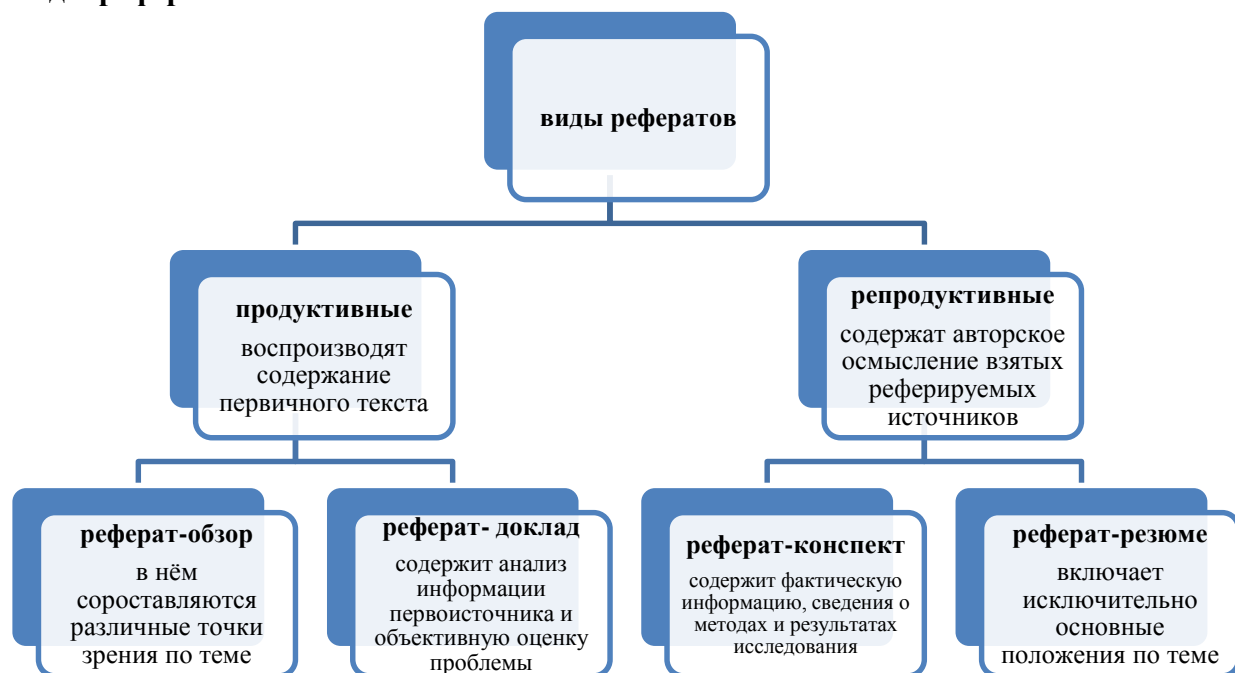 виды рефератов
продуктивные
воспроизводят
содержание
первичного текста
репродуктивные
содержат авторское
осмысление взятых
реферируемых
источников
реферат-обзор
в нём
соpоставляются
различные точки
зрения по теме
реферат- доклад
содержит анализ
информации
первоисточника и
объективную оценку
проблемы
реферат-конспект
содержит фактическую
информацию, сведения о
методах и результатах
исследования
реферат-резюме
включает
исключительно
основные
положения по теме